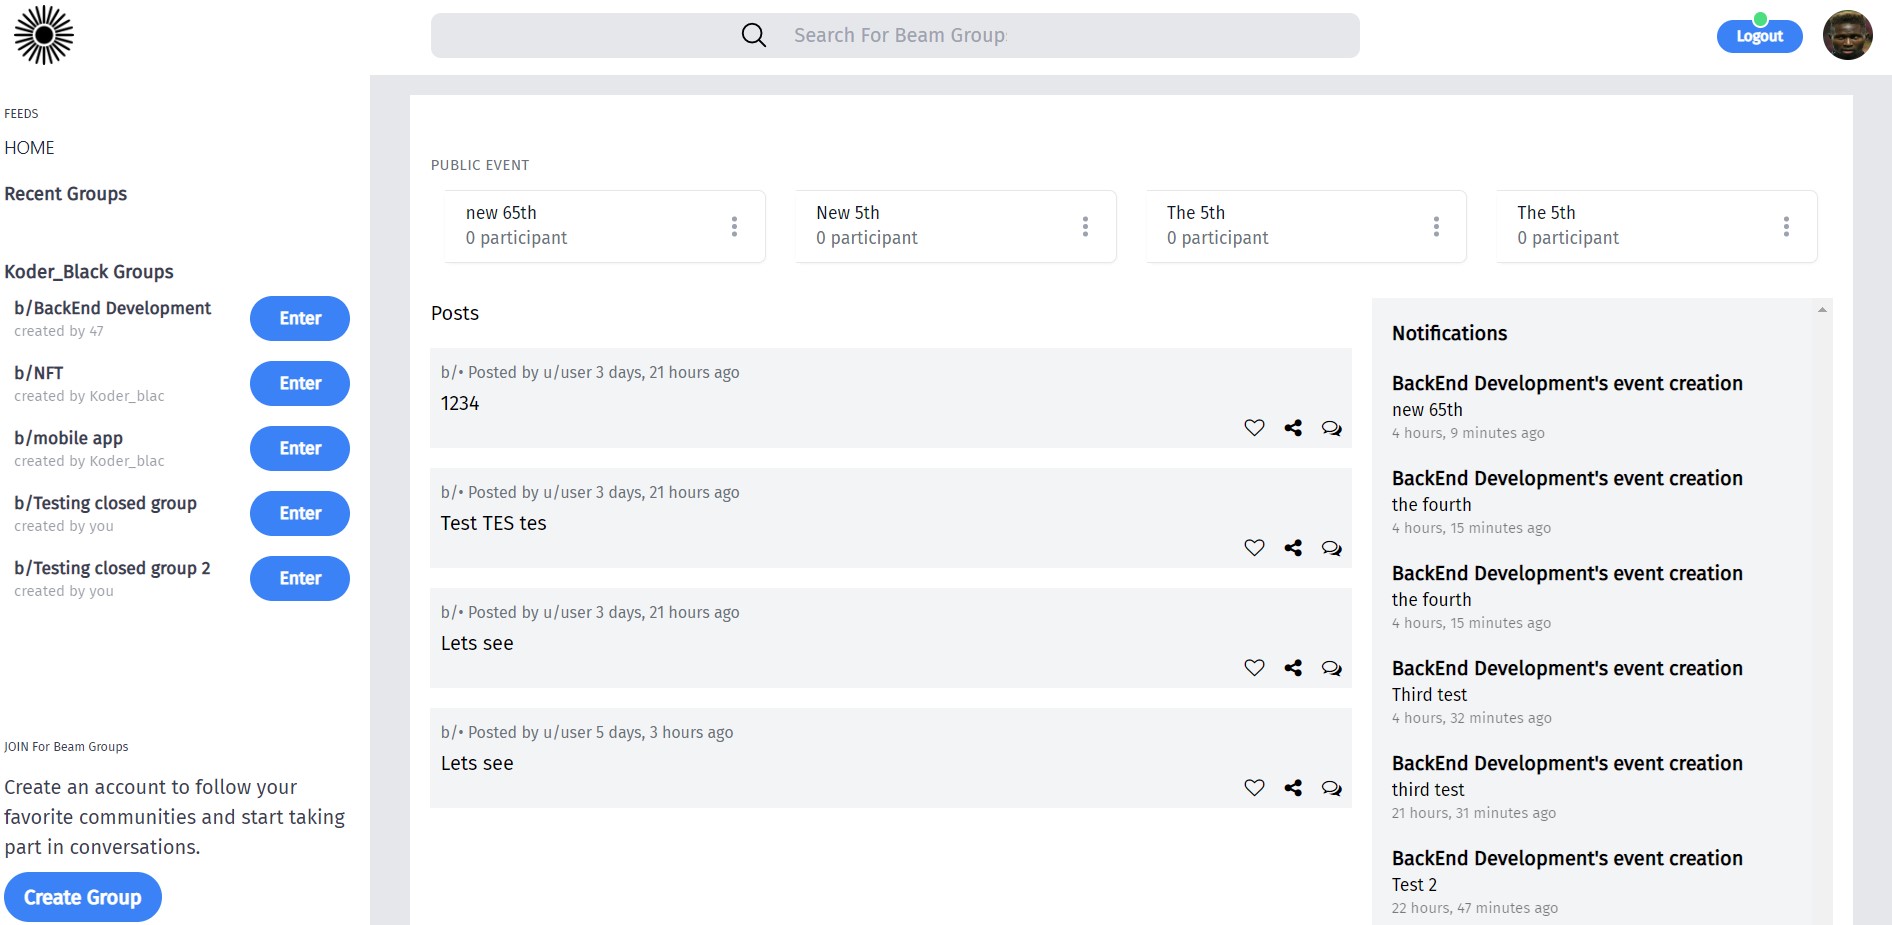 Search For Beam Group
Logout
FEEDS
HOME
Recent Groups
Koder_Black Groups
b/BackEnd Development
created by 47
Enter
b/NFT
created by Koder_blac
Enter
b/mobile app
created by Koder_blac
Enter
b/Testing closed group
created by you
Enter
b/Testing closed group 2
created by you
Enter
JOIN For Beam Groups
Create an account to follow your
favorite communities and start taking
part in conversations.
Create Group
PUBLIC EVENT
new 65th
0 participant
New 5th
0 participant
The 5th
0 participant
The 5th
0 participant
Posts
b/• Posted by u/user 3 days, 21 hours ago
1234
b/• Posted by u/user 3 days, 21 hours ago
Test TES tes
b/• Posted by u/user 3 days, 21 hours ago
Lets see
b/• Posted by u/user 5 days, 3 hours ago
Lets see
Notifications
BackEnd Development's event creation
new 65th
4 hours, 9 minutes ago
BackEnd Development's event creation
the fourth
4 hours, 15 minutes ago
BackEnd Development's event creation
the fourth
4 hours, 15 minutes ago
BackEnd Development's event creation
Third test
4 hours, 32 minutes ago
BackEnd Development's event creation
third test
21 hours, 31 minutes ago
BackEnd Development's event creation
Test 2
22 hours, 47 minutes ago